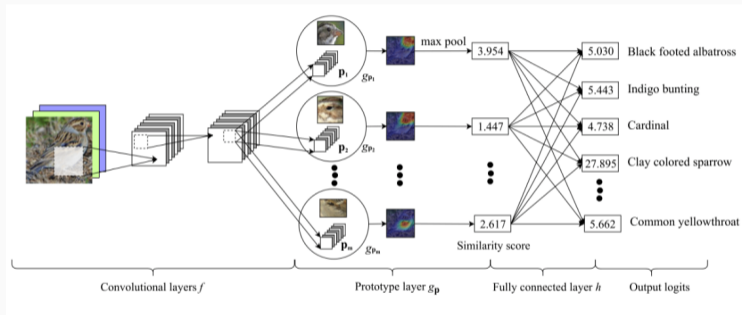 p₁
gp₁
max pool
3.954
5.030
Black footed albatross
5.443
Indigo bunting
p₂
gp₂
1.447
4.738
Cardinal
27.895
Clay colored sparrow
pₘ
gpₘ
2.617
5.662
Common yellowthroat
Similarity score
Convolutional layers f
Prototype layer gp
Fully connected layer h
Output logits